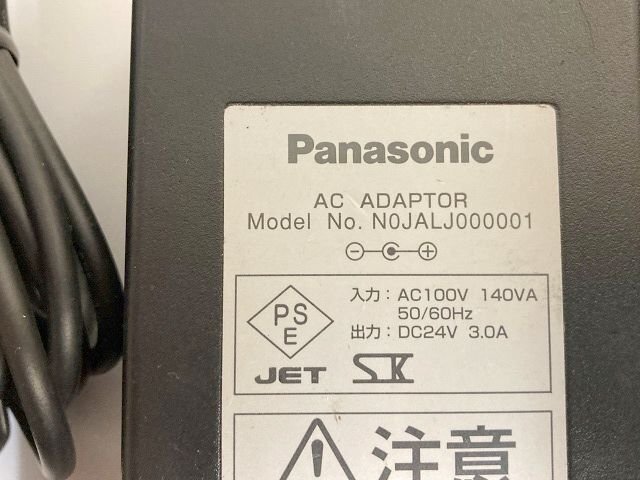 Panasonic
AC ADAPTOR
Model No. N0JALJ000001
入力：AC100V 140VA
50/60Hz
出力：DC24V 3.0A
PS
E
JET
注意